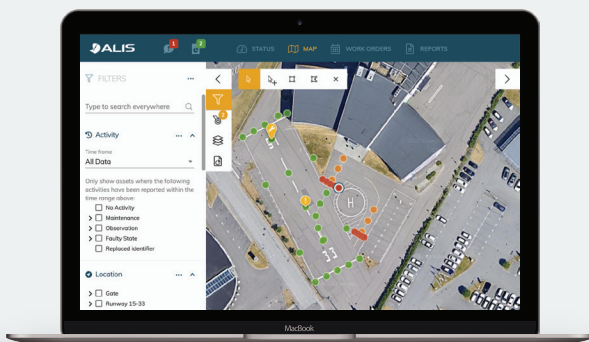 ALIS
1
2
STATUS
MAP
WORK ORDERS
REPORTS
FILTERS
Type to search everywhere
Activity
Time frame
All Data
Only show assets where the following
activities have been reported within the
time range above:
No Activity
Maintenance
Observation
Faulty State
Replaced identifier
Location
Gate
Runway 15-33
H
MacBook